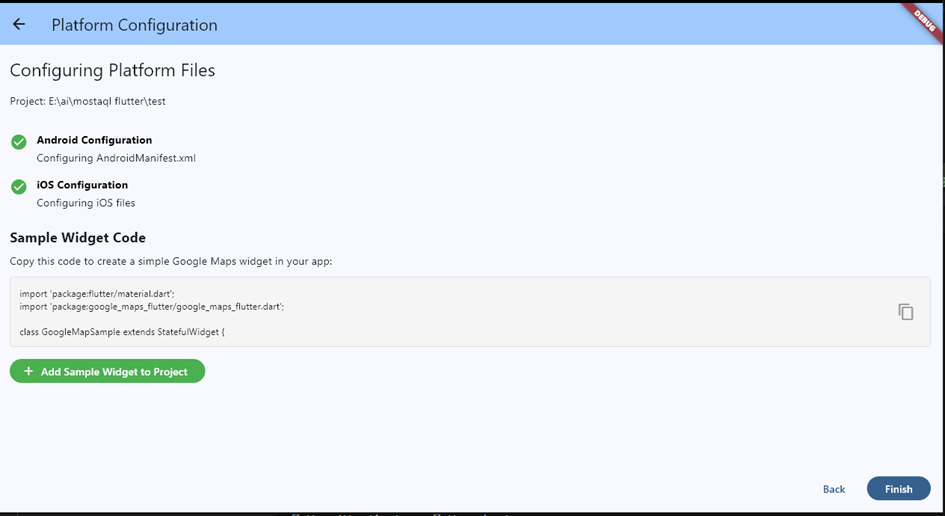 Platform Configuration
DEBUG
Configuring Platform Files
Project: E:\ai\mostaql flutter\test
Android Configuration
Configuring AndroidManifest.xml
iOS Configuration
Configuring iOS files
Sample Widget Code
Copy this code to create a simple Google Maps widget in your app:
import 'package:flutter/material.dart';
import 'package:google_maps_flutter/google_maps_flutter.dart';
class GoogleMapSample extends StatefulWidget {
+ Add Sample Widget to Project
Back
Finish